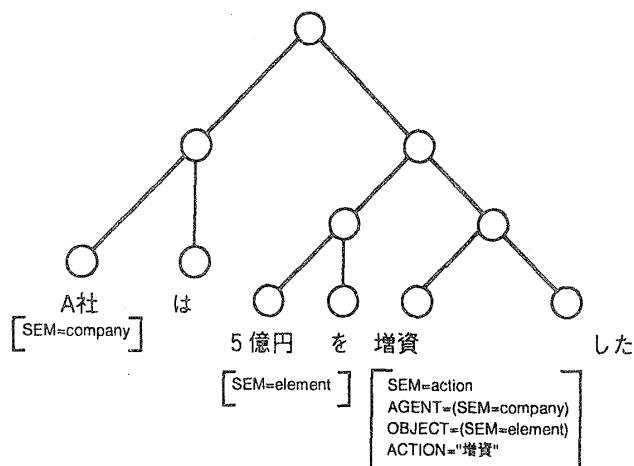 A社 は
[SEM=company]
5億円 を 増資 した
[SEM=element]
[SEM=action
AGENT=(SEM=company)
OBJECT=(SEM=element)
ACTION="増資"]